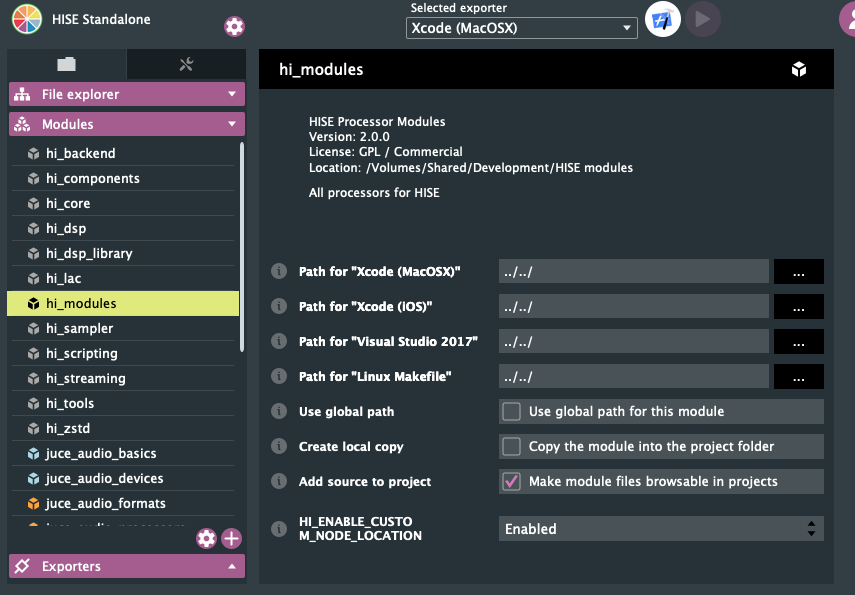 HISE Standalone
Selected exporter
Xcode (MacOSX)
File explorer
Modules
hi_backend
hi_components
hi_core
hi_dsp
hi_dsp_library
hi_lac
hi_modules
hi_sampler
hi_scripting
hi_streaming
hi_tools
hi_zstd
juce_audio_basics
juce_audio_devices
juce_audio_formats
Exporters
hi_modules
HISE Processor Modules
Version: 2.0.0
License: GPL / Commercial
Location: /Volumes/Shared/Development/HISE modules
All processors for HISE
Path for "Xcode (MacOSX)" ../../ ...
Path for "Xcode (iOS)" ../../ ...
Path for "Visual Studio 2017" ../../ ...
Path for "Linux Makefile" ../../ ...
Use global path Use global path for this module
Create local copy Copy the module into the project folder
Add source to project Make module files browsable in projects
HI_ENABLE_CUSTO
M_NODE_LOCATION
Enabled